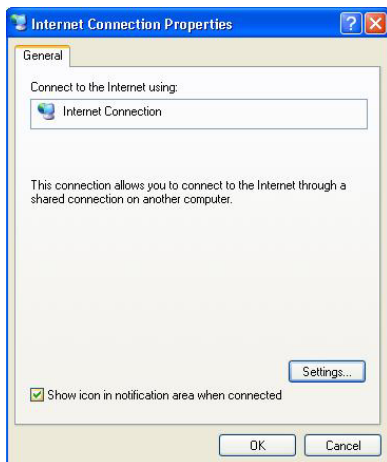 Internet Connection Properties
General
Connect to the Internet using:
Internet Connection
This connection allows you to connect to the Internet through a
shared connection on another computer.
Settings...
Show icon in notification area when connected
OK
Cancel